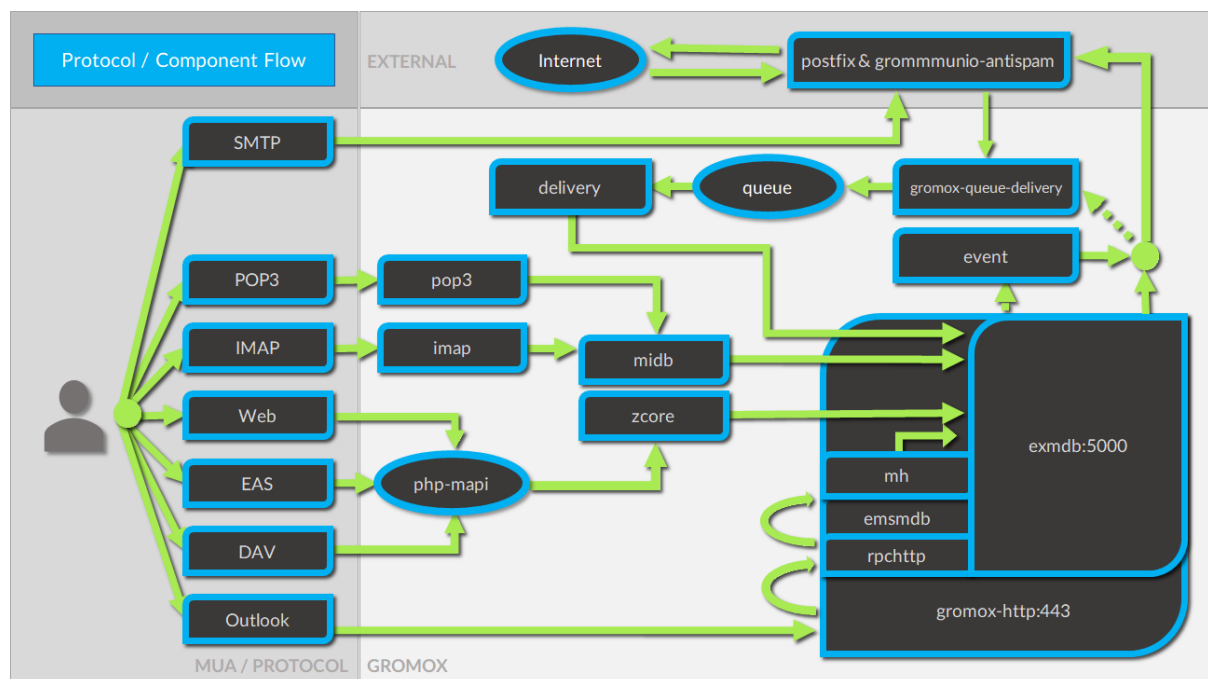 Protocol / Component Flow
EXTERNAL
Internet
postfix & grommmunio-antispam
SMTP
delivery
queue
gromox-queue-delivery
event
POP3
pop3
IMAP
imap
midb
Web
zcore
exmdb:5000
EAS
php-mapi
mh
emsmdb
DAV
rpchttp
Outlook
gromox-http:443
MUA / PROTOCOL
GROMOX